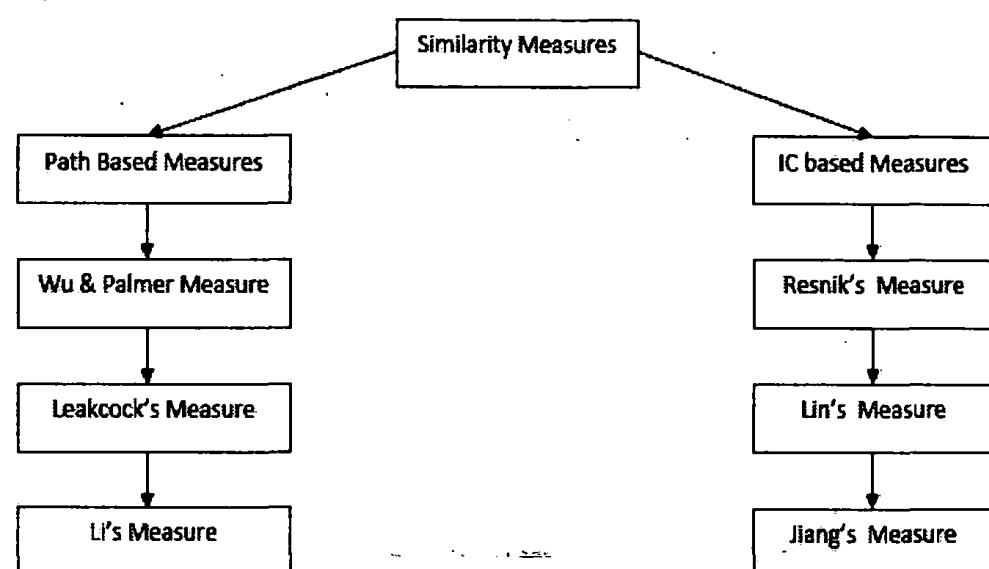 Similarity Measures
Path Based Measures
IC based Measures
Wu & Palmer Measure
Resnik's Measure
Leakcock's Measure
Lin's Measure
Li's Measure
Jiang's Measure